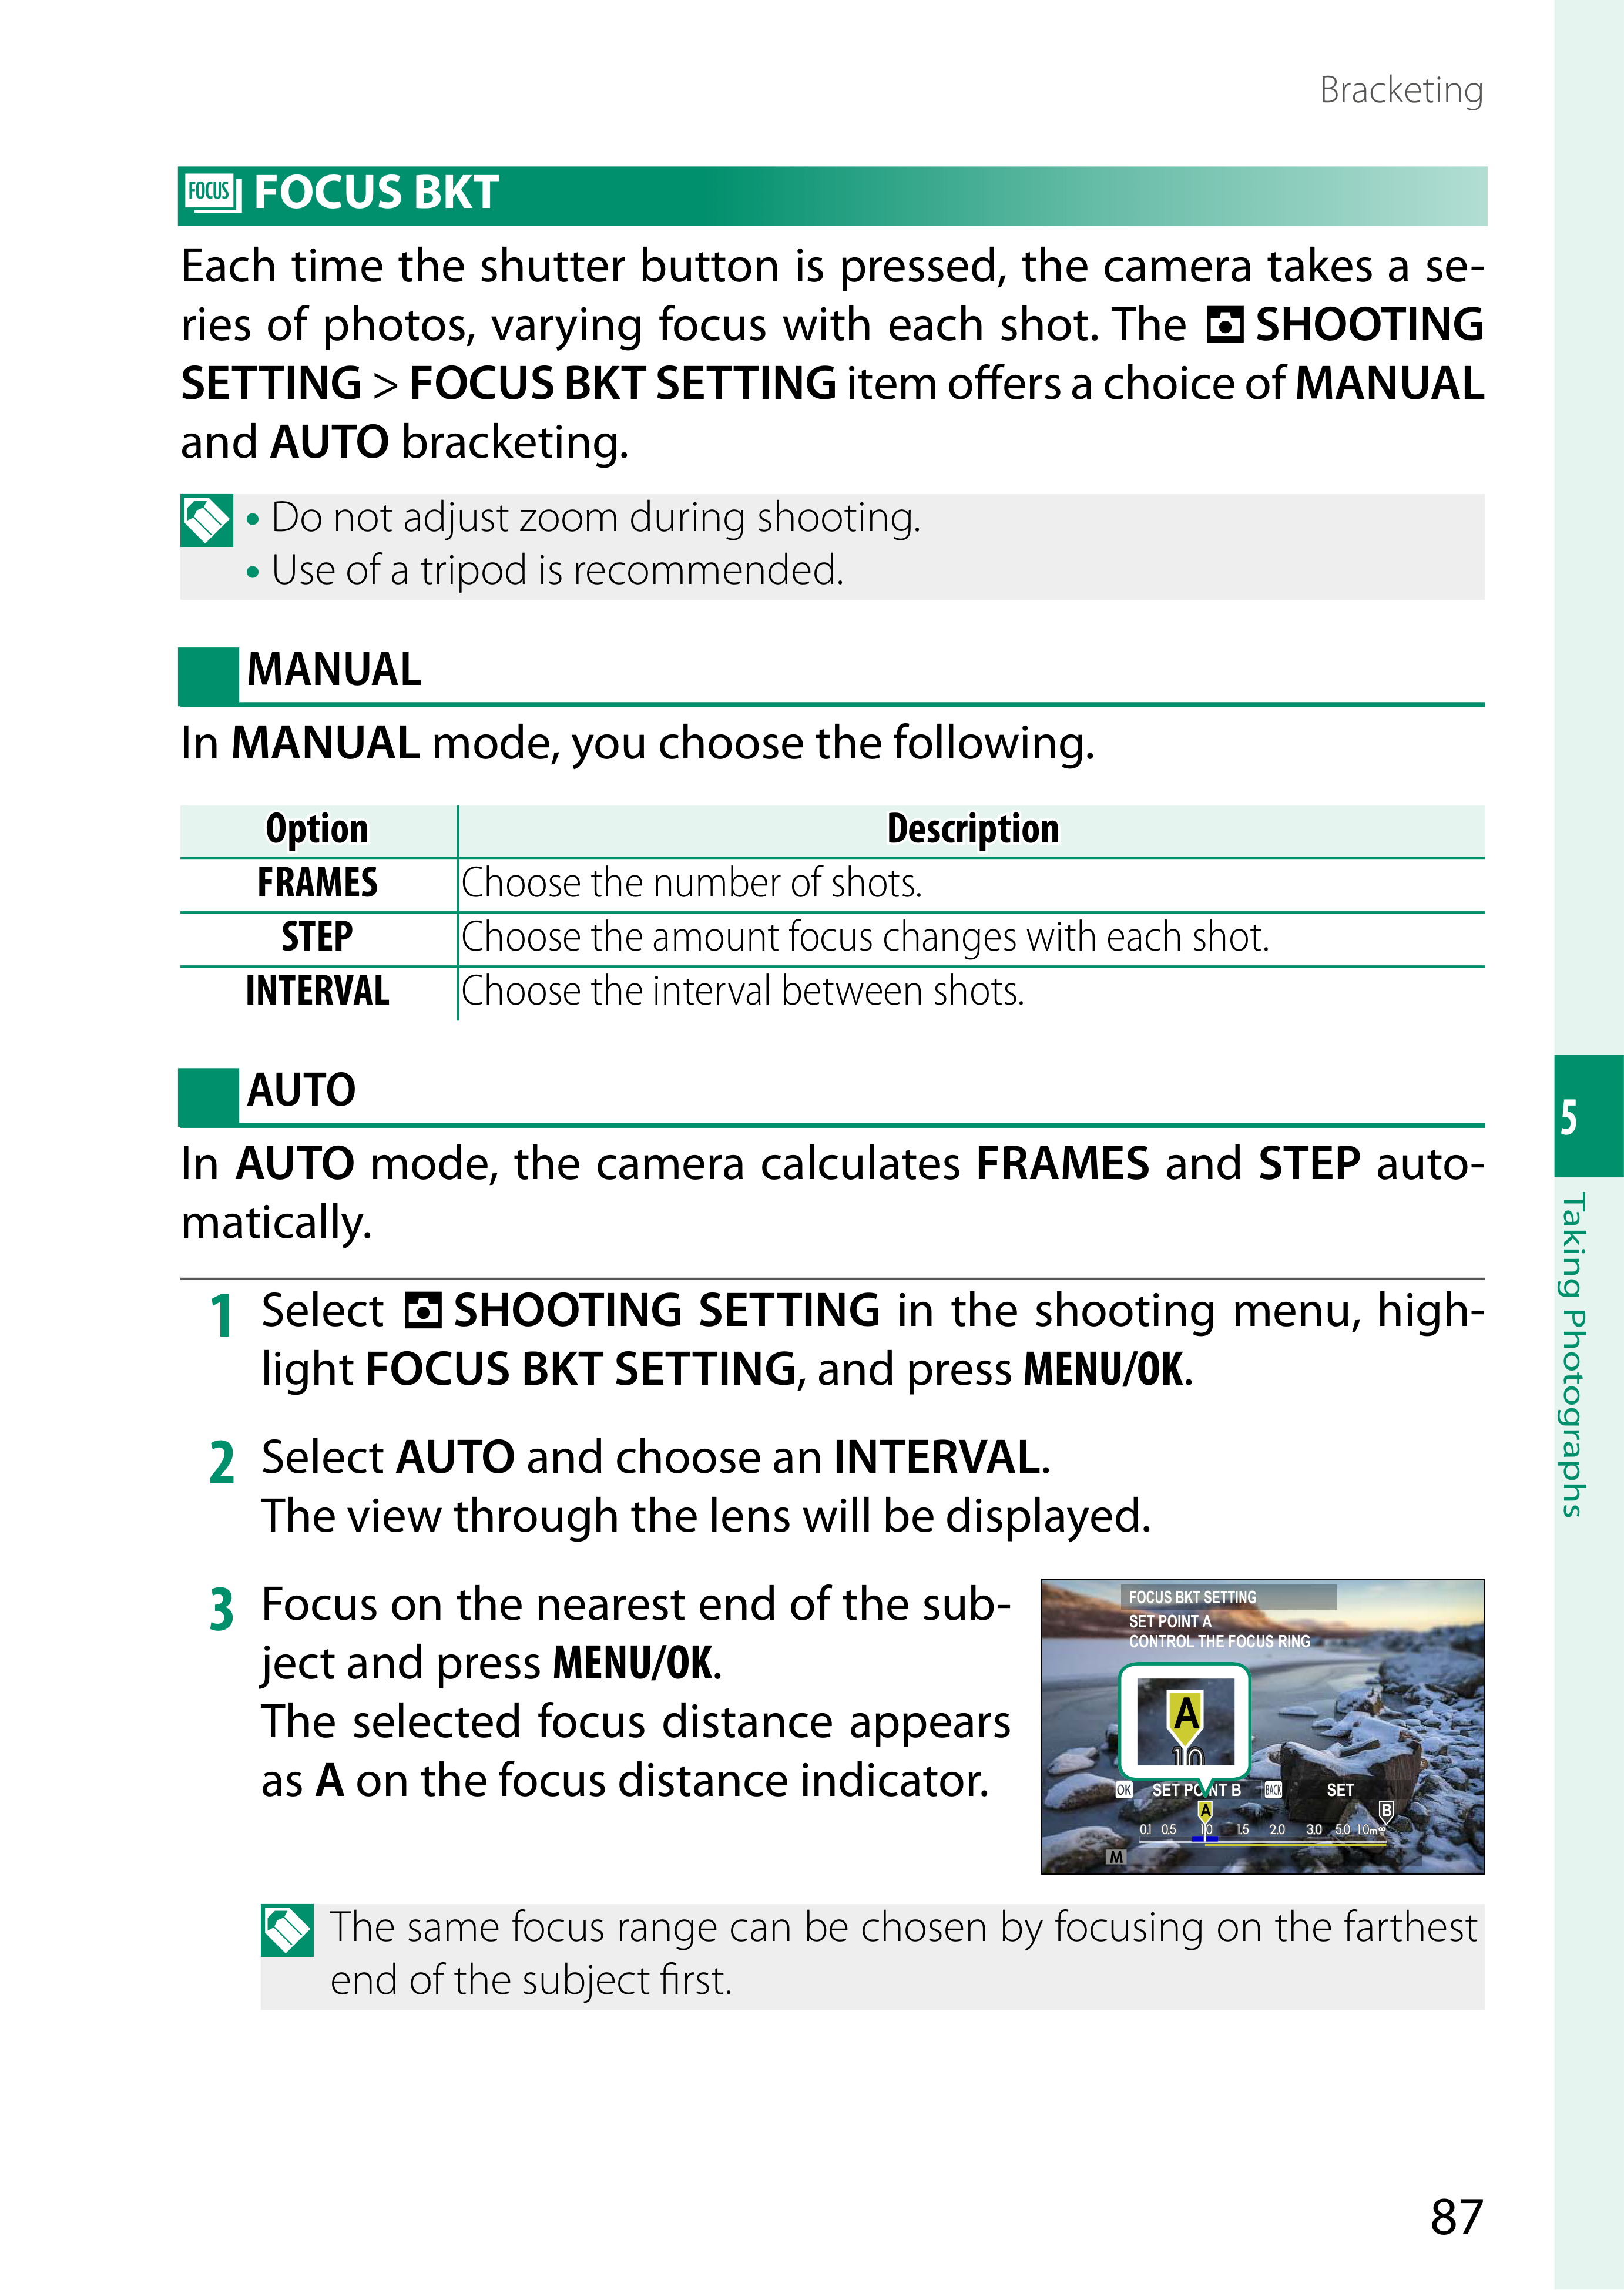 Bracketing
FOCUS FOCUS BKT
Each time the shutter button is pressed, the camera takes a se-
ries of photos, varying focus with each shot. The SHOOTING
SETTING > FOCUS BKT SETTING item offers a choice of MANUAL
and AUTO bracketing.
• Do not adjust zoom during shooting.
• Use of a tripod is recommended.
MANUAL
In MANUAL mode, you choose the following.
Option Description
FRAMES Choose the number of shots.
STEP Choose the amount focus changes with each shot.
INTERVAL Choose the interval between shots.
AUTO
In AUTO mode, the camera calculates FRAMES and STEP auto-
matically.
1 Select SHOOTING SETTING in the shooting menu, high-
light FOCUS BKT SETTING, and press MENU/OK.
2 Select AUTO and choose an INTERVAL.
The view through the lens will be displayed.
3 Focus on the nearest end of the sub-
ject and press MENU/OK.
The selected focus distance appears
as A on the focus distance indicator.
FOCUS BKT SETTING
SET POINT A
CONTROL THE FOCUS RING
A
10
OK SET POINT B BACK SET
A B
0.1 0.5 1.0 1.5 2.0 3.0 5.0 10m ∞
M
The same focus range can be chosen by focusing on the farthest
end of the subject first.
5
Taking Photographs
87